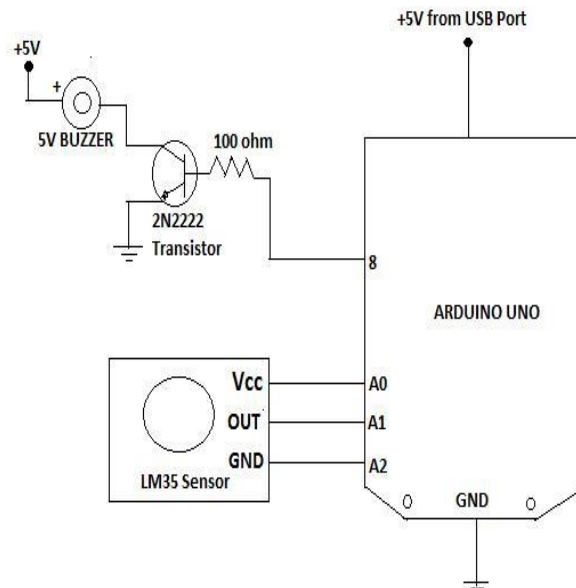 +5V from USB Port
+5V
+
5V BUZZER
100 ohm
2N2222
Transistor
8
ARDUINO UNO
Vcc
A0
OUT
A1
GND
A2
LM35 Sensor
GND